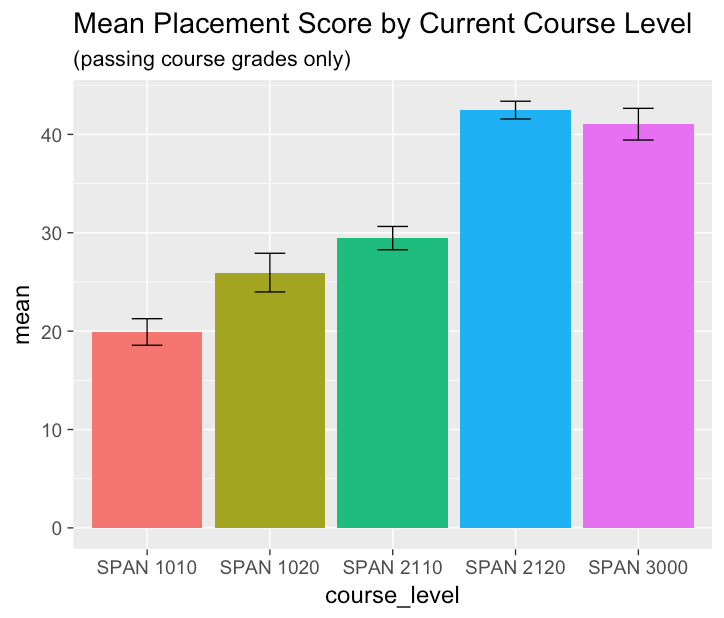 Mean Placement Score by Current Course Level
(passing course grades only)
mean
40
30
20
10
0
SPAN 1010 SPAN 1020 SPAN 2110 SPAN 2120 SPAN 3000
course_level